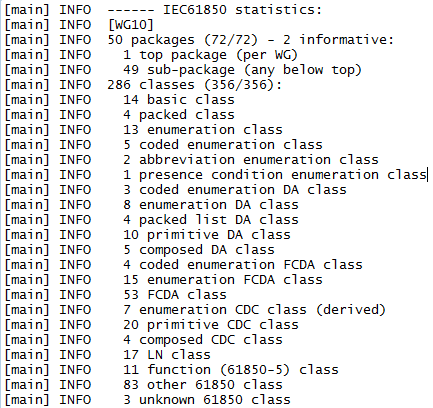 [main] INFO  ------ IEC61850 statistics:
[main] INFO  [WG10]
[main] INFO  50 packages (72/72) - 2 informative:
[main] INFO    1 top package (per WG)
[main] INFO    49 sub-package (any below top)
[main] INFO  286 classes (356/356):
[main] INFO    14 basic class
[main] INFO    4 packed class
[main] INFO    13 enumeration class
[main] INFO    5 coded enumeration class
[main] INFO    2 abbreviation enumeration class
[main] INFO    1 presence condition enumeration class
[main] INFO    3 coded enumeration DA class
[main] INFO    8 enumeration DA class
[main] INFO    4 packed list DA class
[main] INFO    10 primitive DA class
[main] INFO    5 composed DA class
[main] INFO    4 coded enumeration FCDA class
[main] INFO    15 enumeration FCDA class
[main] INFO    53 FCDA class
[main] INFO    7 enumeration CDC class (derived)
[main] INFO    20 primitive CDC class
[main] INFO    4 composed CDC class
[main] INFO    17 LN class
[main] INFO    11 function (61850-5) class
[main] INFO    83 other 61850 class
[main] INFO    3 unknown 61850 class